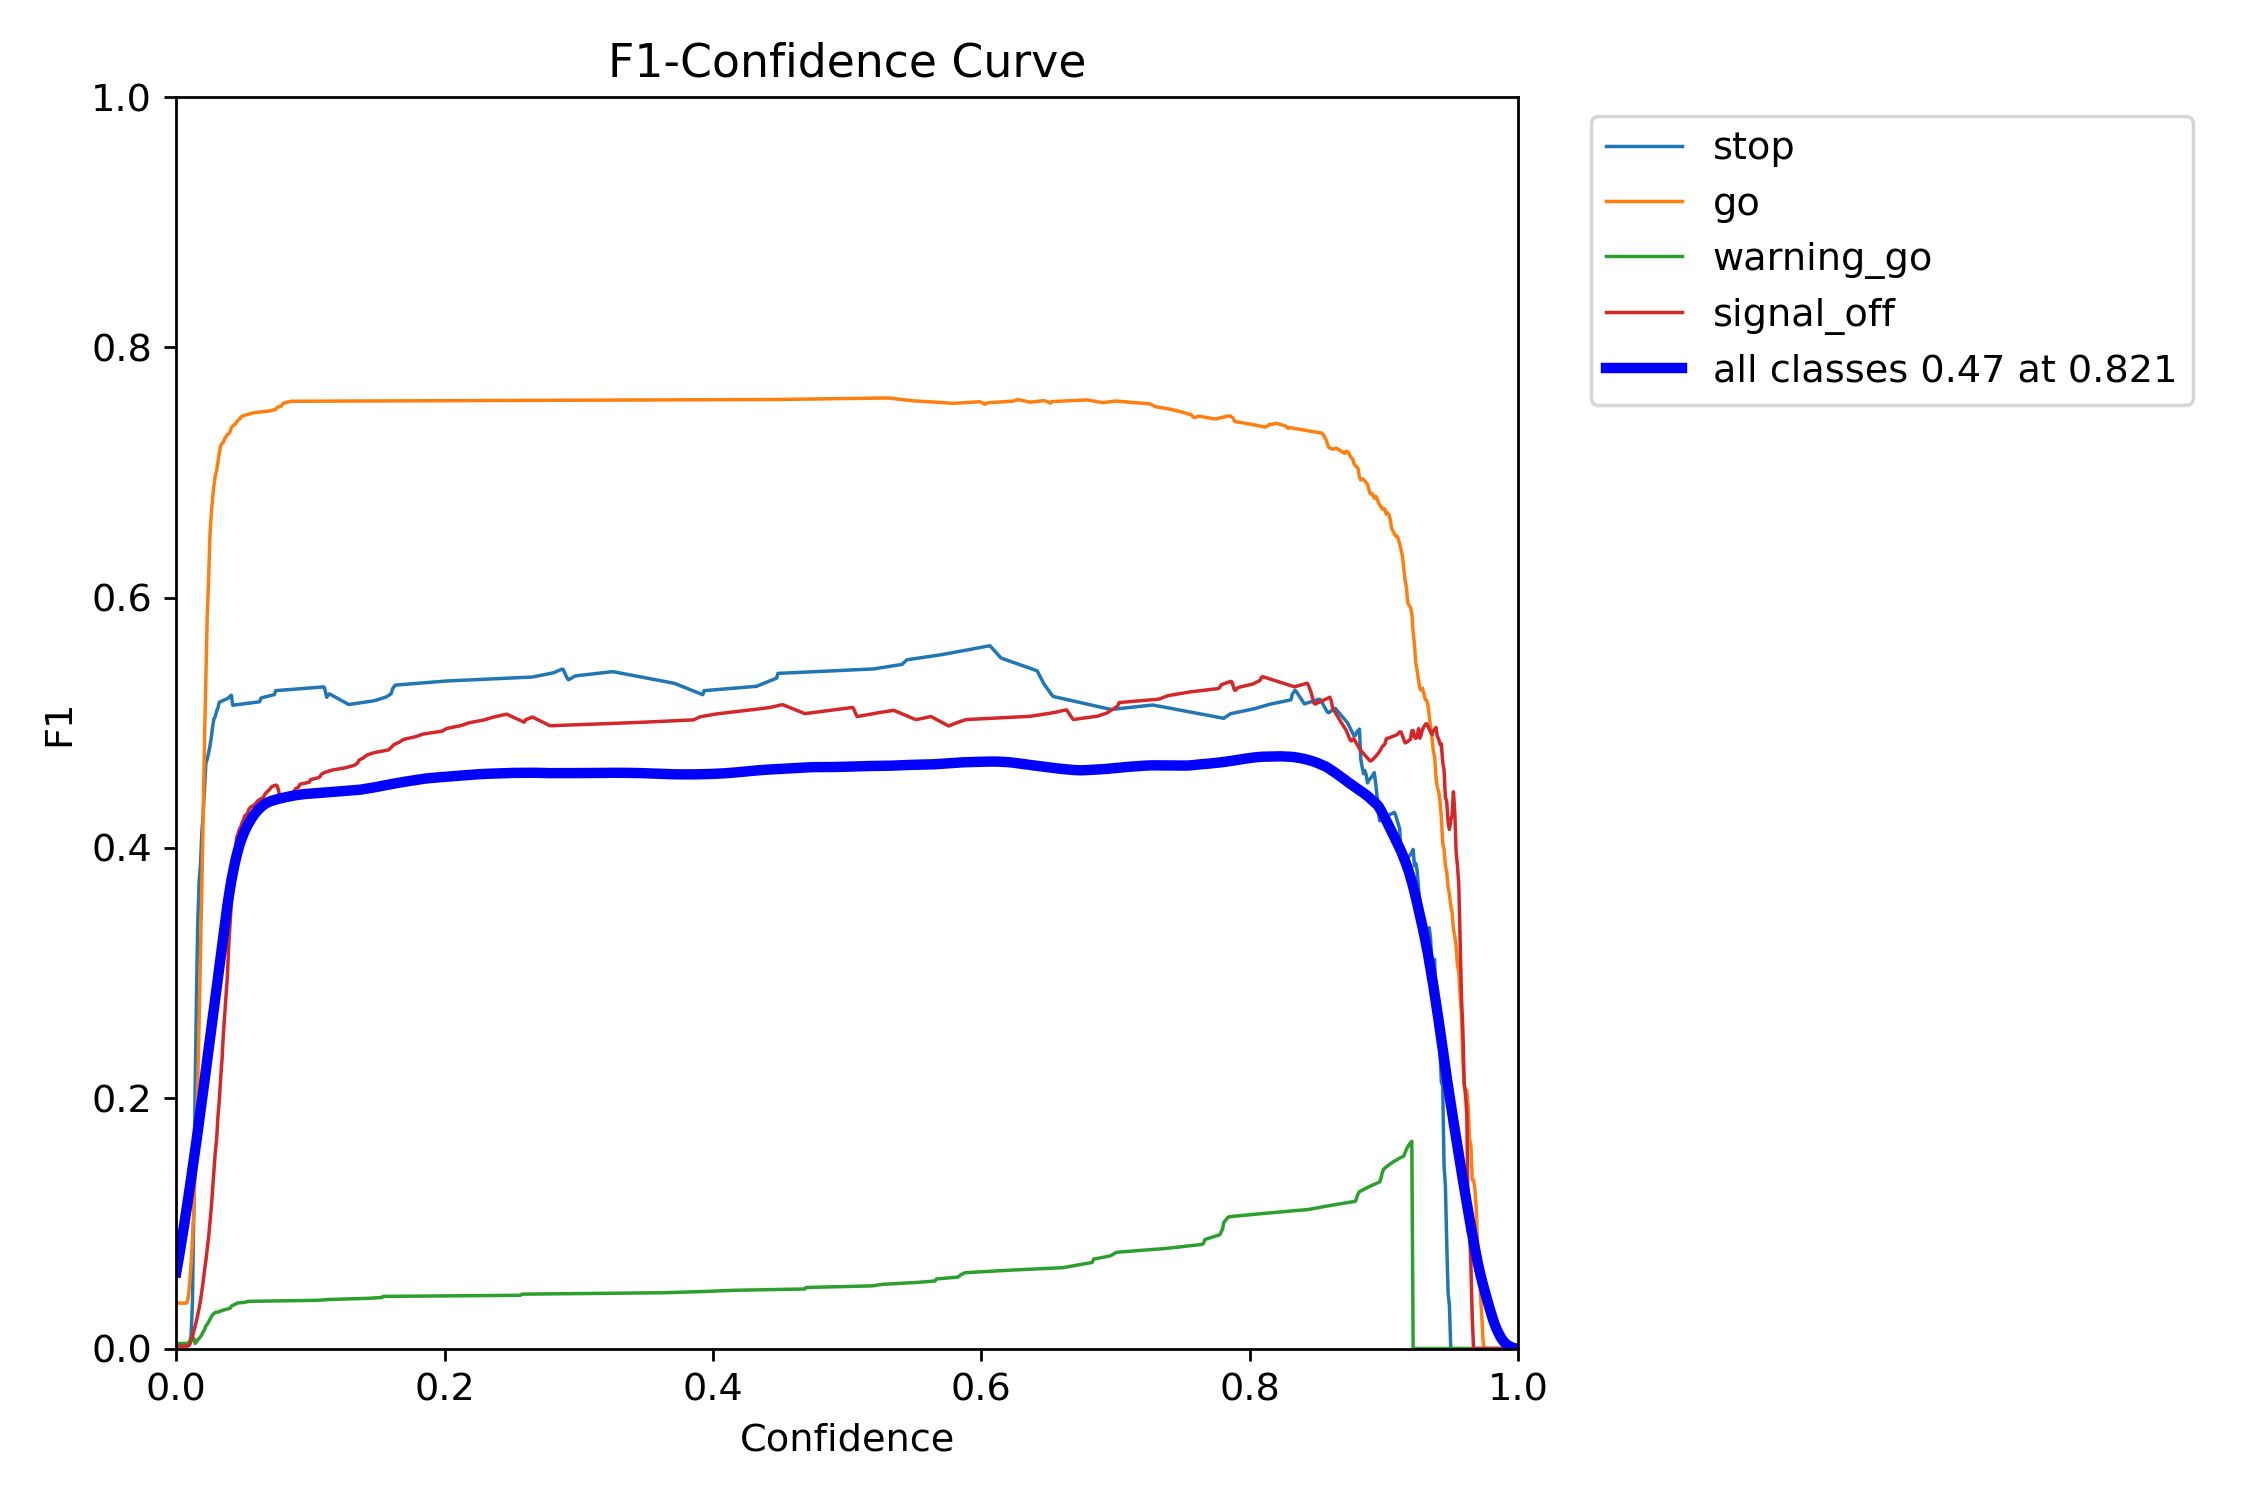 F1-Confidence Curve
1.0
0.8
0.6
0.4
0.2
0.0
F1
0.0 0.2 0.4 0.6 0.8 1.0
Confidence
stop
go
warning_go
signal_off
all classes 0.47 at 0.821